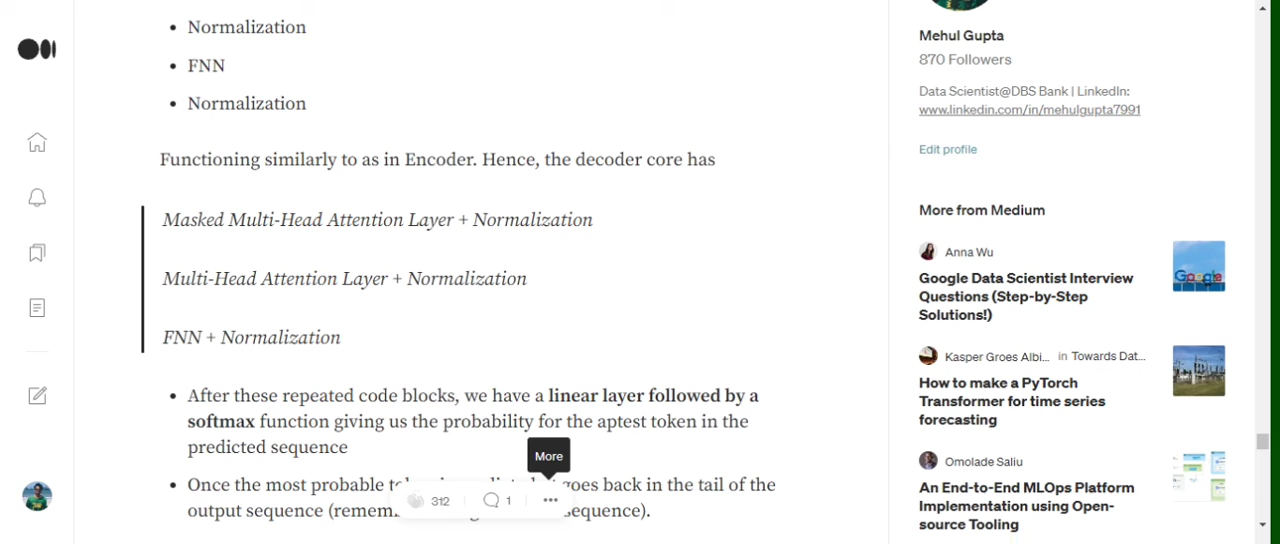 Normalization
FNN
Normalization
Functioning similarly to as in Encoder. Hence, the decoder core has
Masked Multi-Head Attention Layer + Normalization
Multi-Head Attention Layer + Normalization
FNN + Normalization
After these repeated code blocks, we have a linear layer followed by a
softmax function giving us the probability for the aptest token in the
predicted sequence
More
Once the most probable goes back in the tail of the
312 1
output sequence sequence).
Mehul Gupta
870 Followers
Data Scientist@DBS Bank | LinkedIn:
www.linkedin.com/in/mehulgupta7991
Edit profile
More from Medium
Anna Wu
Google Data Scientist Interview
Questions (Step-by-Step
Solutions!)
Google
Kasper Groes Albi... in Towards Dat...
How to make a PyTorch
Transformer for time series
forecasting
Omolade Saliu
An End-to-End MLOps Platform
Implementation using Open-
source Tooling